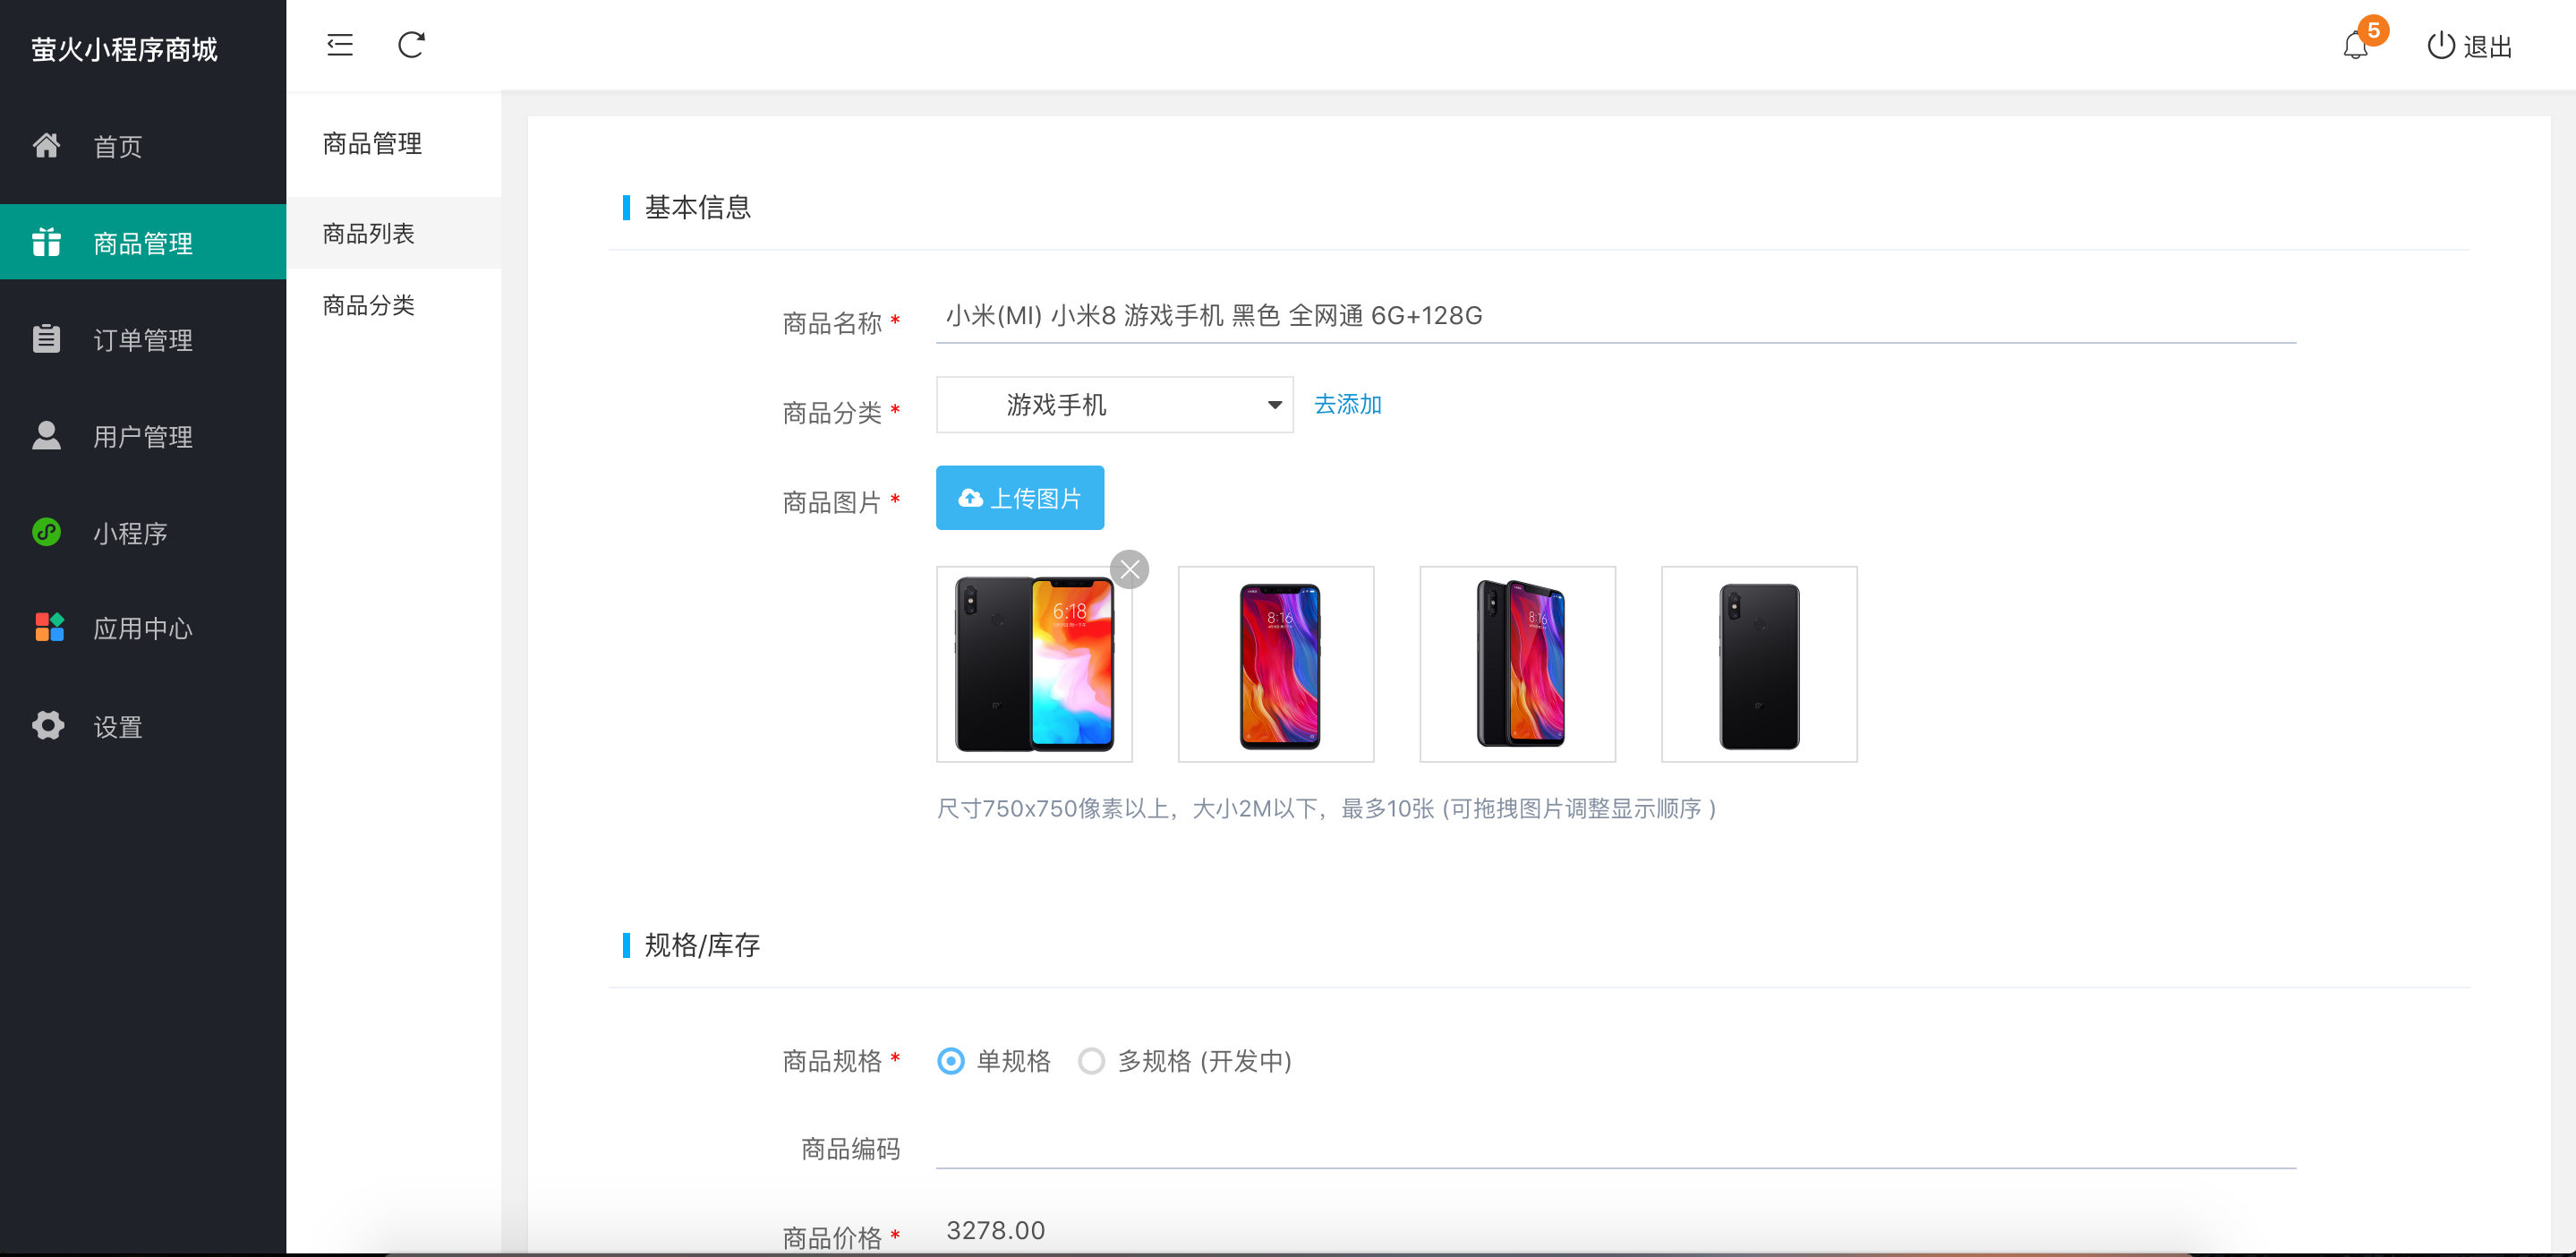 萤火小程序商城
5
退出
首页
商品管理
订单管理
用户管理
小程序
应用中心
设置
商品管理
商品列表
商品分类
基本信息
商品名称 *
小米(MI) 小米8 游戏手机 黑色 全网通 6G+128G
商品分类 *
游戏手机
去添加
商品图片 *
上传图片
6:18
8:16
8:16
尺寸750x750像素以上，大小2M以下，最多10张 (可拖拽图片调整显示顺序 )
规格/库存
商品规格 *
单规格
多规格 (开发中)
商品编码
商品价格 *
3278.00